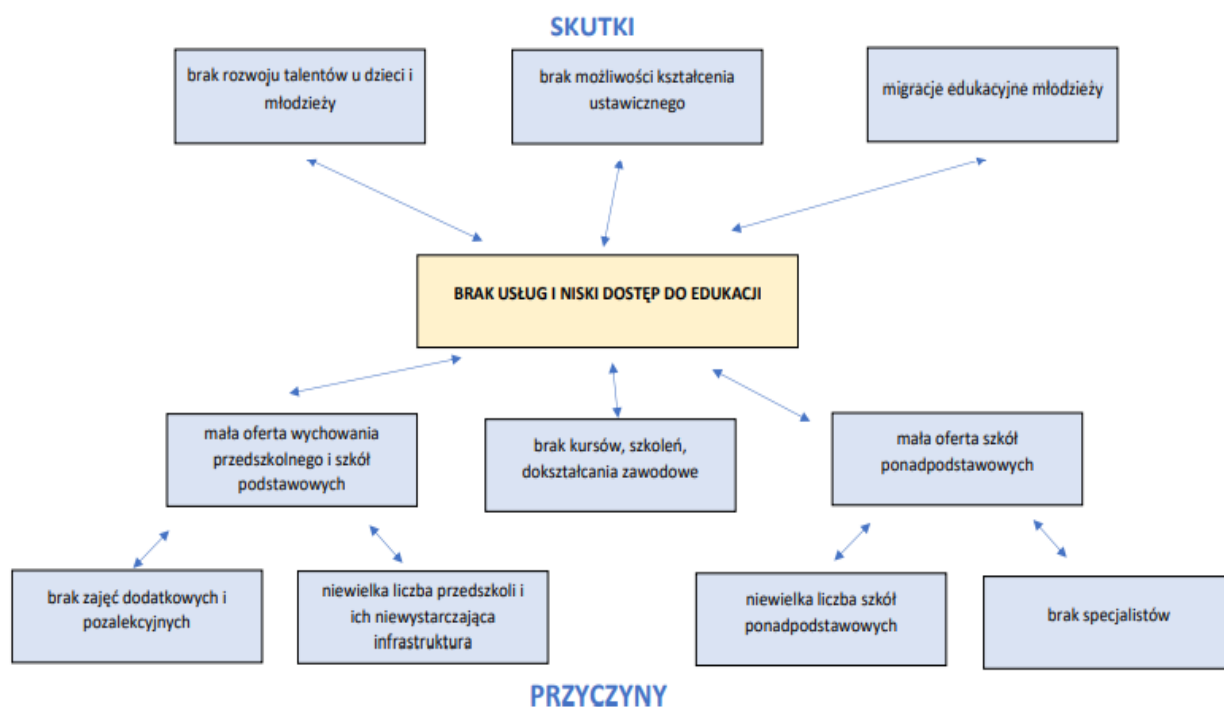 SKUTKI
brak rozwoju talentów u dzieci i
młodzieży
brak możliwości kształcenia
ustawicznego
migracje edukacyjne młodzieży
BRAK USŁUG I NISKI DOSTĘP DO EDUKACJI
mała oferta wychowania
przedszkolnego i szkół
podstawowych
brak kursów, szkoleń,
dokształcania zawodowe
mała oferta szkół
ponadpodstawowych
brak zajęć dodatkowych i
pozalekcyjnych
niewielka liczba przedszkoli i
ich niewystarczająca
infrastruktura
niewielka liczba szkół
ponadpodstawowych
brak specjalistów
PRZYCZYNY